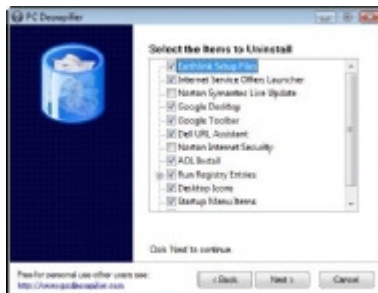 PC Decrapifier
Select the Items to Uninstall
Earthlink Setup Files
Internet Service Offers Launcher
Norton Symantec Live Update
Google Desktop
Google Toolbar
Dell URL Assistant
Norton Internet Security
AOL Install
Run Registry Entries
Desktop Icons
Startup Menu Items
Click 'Next' to continue.
Free for personal use other users see:
http://www.pcdecrapifier.com
< Back
Next >
Cancel